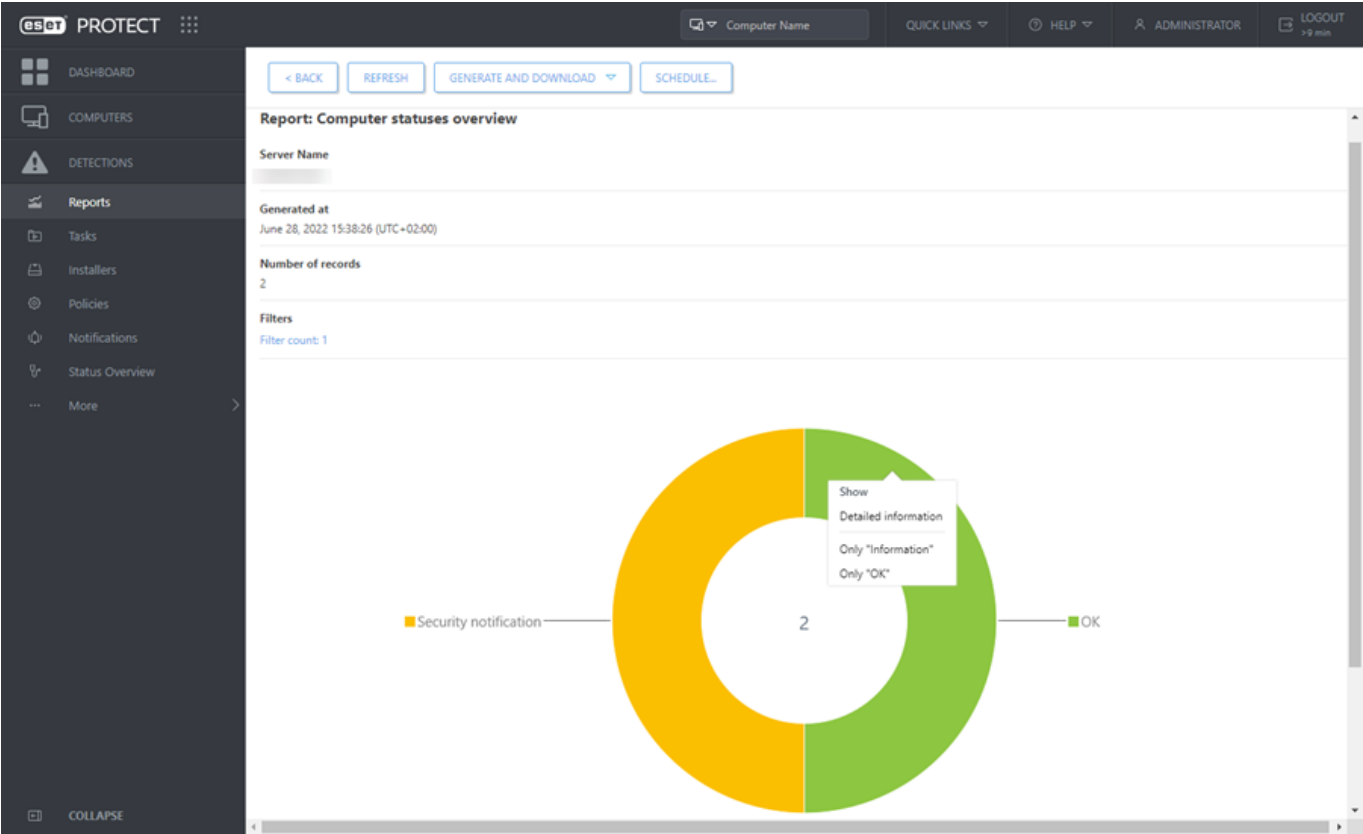 eset PROTECT
Computer Name
QUICK LINKS
HELP
ADMINISTRATOR
LOGOUT
>9 min
DASHBOARD
COMPUTERS
DETECTIONS
Reports
Tasks
Installers
Policies
Notifications
Status Overview
More
COLLAPSE
< BACK
REFRESH
GENERATE AND DOWNLOAD
SCHEDULE...
Report: Computer statuses overview
Server Name
Generated at
June 28, 2022 15:38:26 (UTC+02:00)
Number of records
2
Filters
Filter count: 1
Show
Detailed information
Only "Information"
Only "OK"
Security notification
2
OK